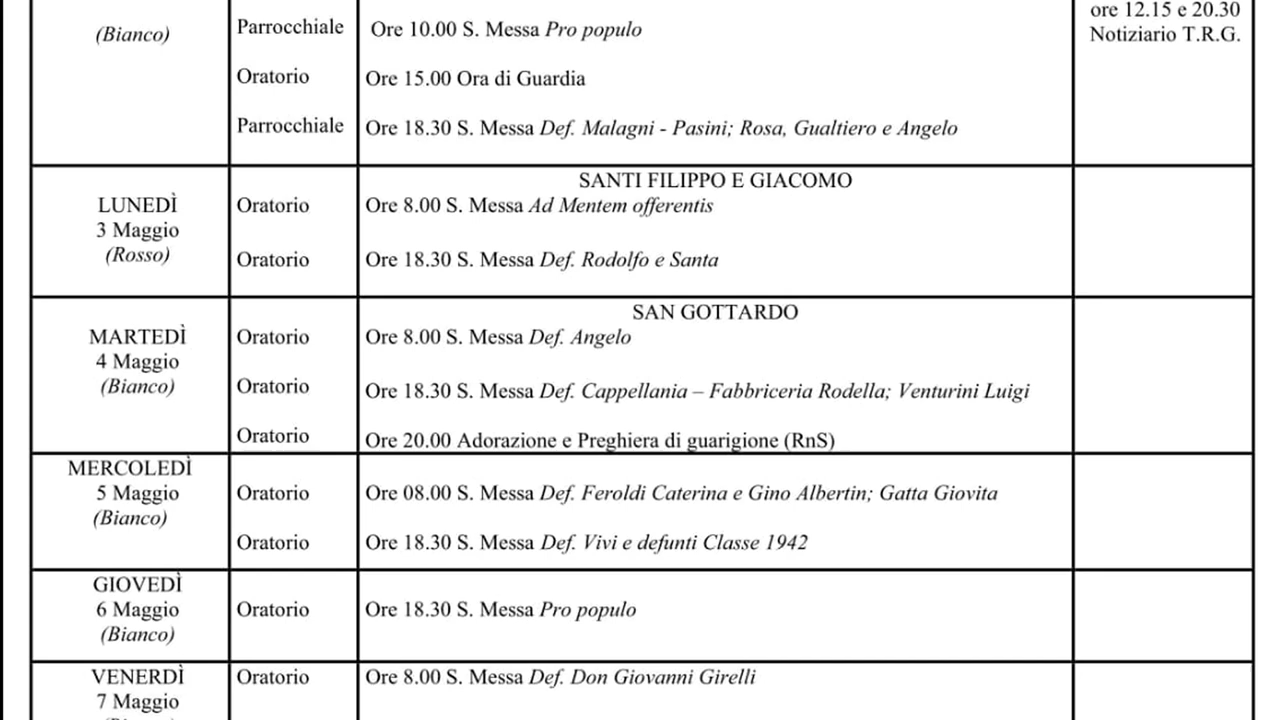 ore 12.15 e 20.30
(Bianco) Parrocchiale Ore 10.00 S. Messa Pro populo Notiziario T.R.G.
Oratorio Ore 15.00 Ora di Guardia
Parrocchiale Ore 18.30 S. Messa Def. Malagni - Pasini; Rosa, Gualtiero e Angelo
SANTI FILIPPO E GIACOMO
LUNEDÌ Oratorio Ore 8.00 S. Messa Ad Mentem offerentis
3 Maggio
(Rosso) Oratorio Ore 18.30 S. Messa Def. Rodolfo e Santa
SAN GOTTARDO
MARTEDÌ Oratorio Ore 8.00 S. Messa Def. Angelo
4 Maggio
(Bianco) Oratorio Ore 18.30 S. Messa Def. Cappellania – Fabbriceria Rodella; Venturini Luigi
Oratorio Ore 20.00 Adorazione e Preghiera di guarigione (RnS)
MERCOLEDÌ
5 Maggio Oratorio Ore 08.00 S. Messa Def. Feroldi Caterina e Gino Albertin; Gatta Giovita
(Bianco)
Oratorio Ore 18.30 S. Messa Def. Vivi e defunti Classe 1942
GIOVEDÌ
6 Maggio Oratorio Ore 18.30 S. Messa Pro populo
(Bianco)
VENERDÌ Oratorio Ore 8.00 S. Messa Def. Don Giovanni Girelli
7 Maggio